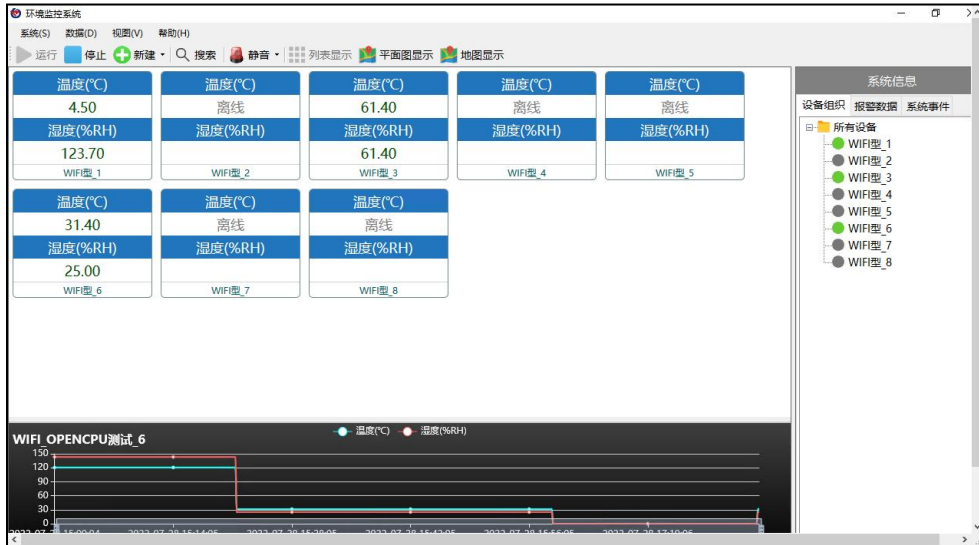 环境监控系统
系统(S) 数据(D) 视图(V) 帮助(H)
运行 停止 新建 搜索 静音 列表显示 平面图显示 地图显示
温度(℃) 温度(℃) 温度(℃) 温度(℃) 温度(℃)
4.50 离线 61.40 离线 离线
湿度(%RH) 湿度(%RH) 湿度(%RH) 湿度(%RH) 湿度(%RH)
123.70 61.40
WIFI型_1 WIFI型_2 WIFI型_3 WIFI型_4 WIFI型_5
温度(℃) 温度(℃) 温度(℃)
31.40 离线 离线
湿度(%RH) 湿度(%RH) 湿度(%RH)
25.00
WIFI型_6 WIFI型_7 WIFI型_8
系统信息
设备组织 报警数据 系统事件
所有设备
WIFI型_1
WIFI型_2
WIFI型_3
WIFI型_4
WIFI型_5
WIFI型_6
WIFI型_7
WIFI型_8
温度(℃) 湿度(%RH)
WIFI_OPENCPU测试_6
150
120
90
60
30
0